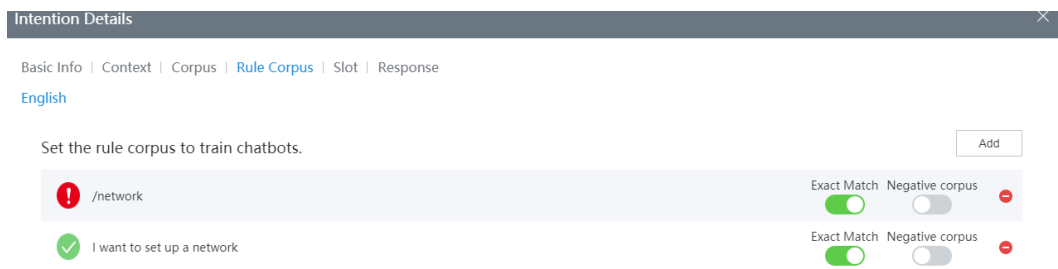 Intention Details
Basic Info | Context | Corpus | Rule Corpus | Slot | Response
English
Set the rule corpus to train chatbots.
Add
/network
Exact Match Negative corpus
I want to set up a network
Exact Match Negative corpus